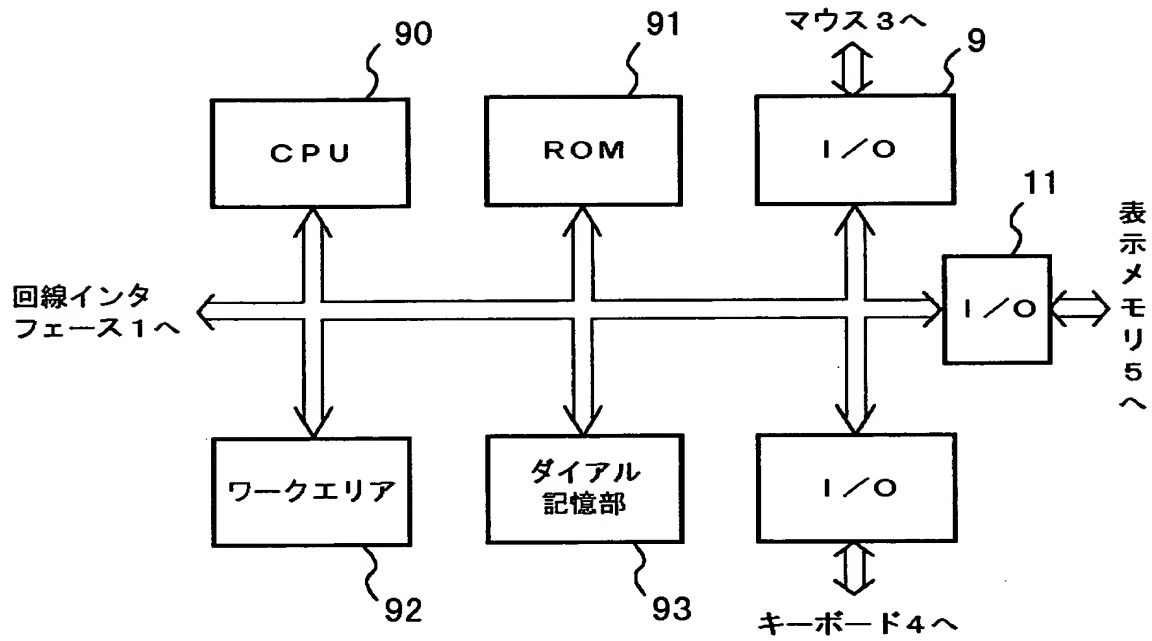 マウス3へ
90
91
9
CPU
ROM
I/O
11
表示メモリ5へ
I/O
回線インタ
フェース1へ
ワークエリア
ダイアル
記憶部
I/O
92
93
キーボード4へ